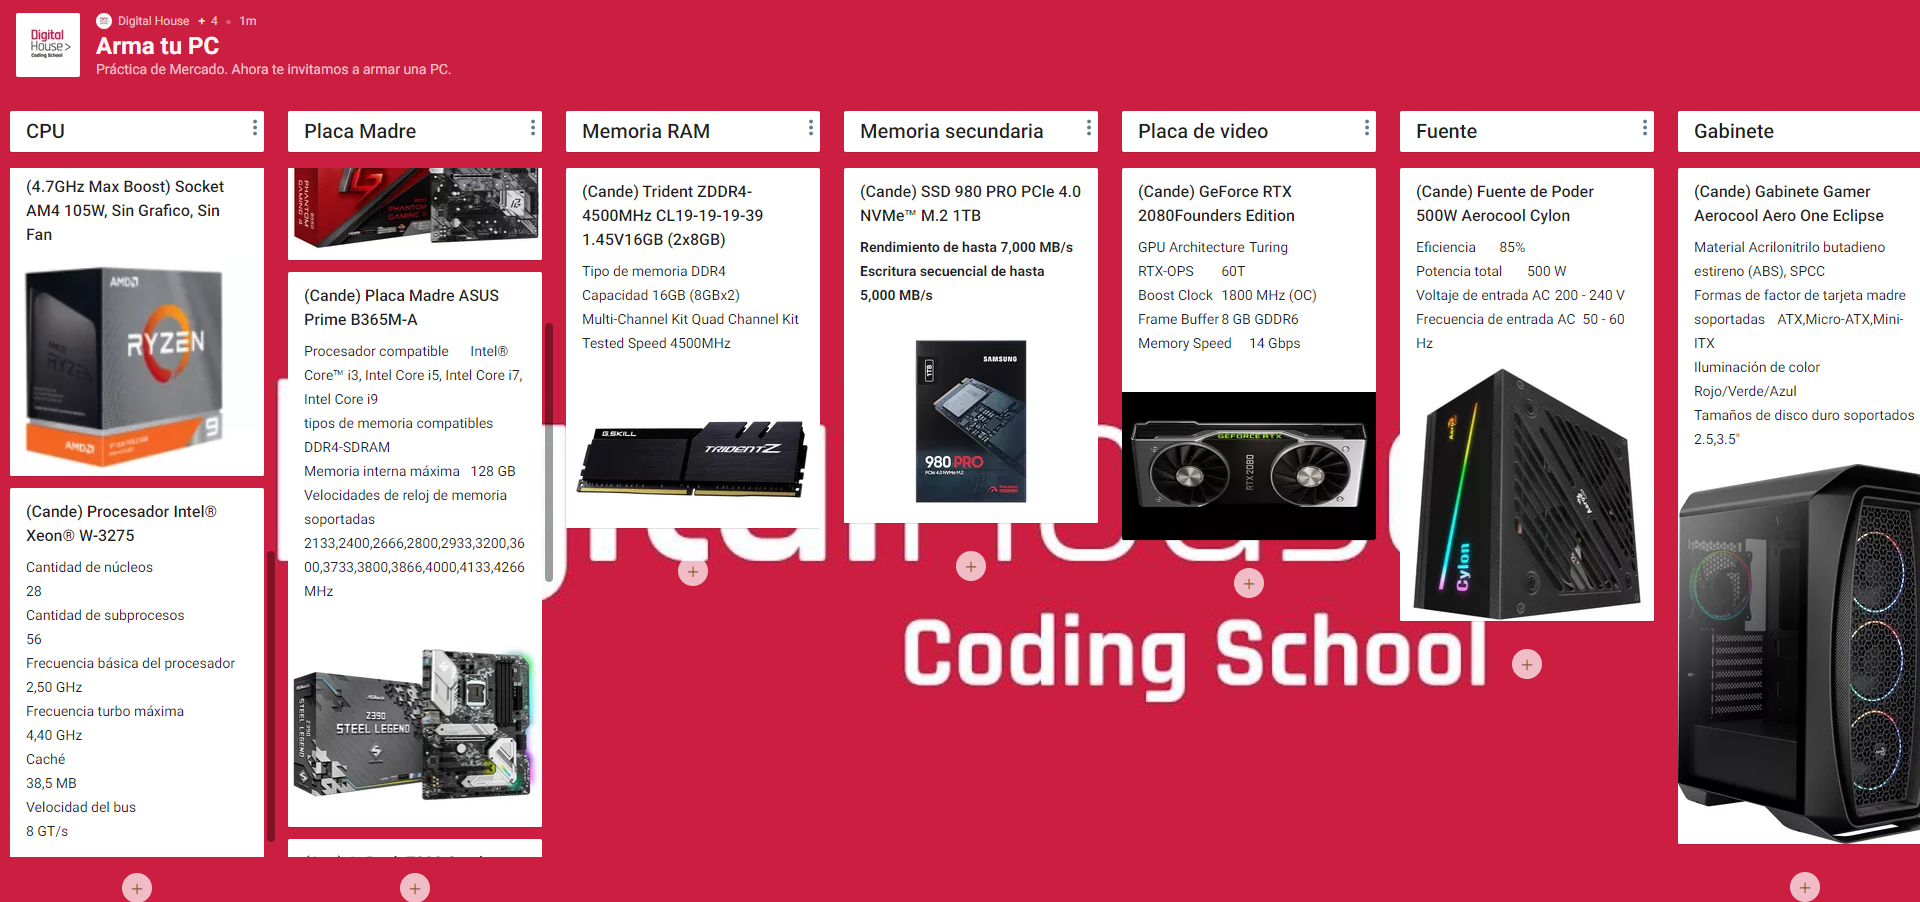 Digital
House>
Coding School
Digital House + 4 • 1m
Arma tu PC
Práctica de Mercado. Ahora te invitamos a armar una PC.
CPU
(4.7GHz Max Boost) Socket
AM4 105W, Sin Grafico, Sin
Fan
AMD
RYZEN
9
AMD
(Cande) Procesador Intel®
Xeon® W-3275
Cantidad de núcleos
28
Cantidad de subprocesos
56
Frecuencia básica del procesador
2,50 GHz
Frecuencia turbo máxima
4,40 GHz
Caché
38,5 MB
Velocidad del bus
8 GT/s
Placa Madre
PHANTOM
GAMING 4
(Cande) Placa Madre ASUS
Prime B365M-A
Procesador compatible Intel®
Core™ i3, Intel Core i5, Intel Core i7,
Intel Core i9
tipos de memoria compatibles
DDR4-SDRAM
Memoria interna máxima 128 GB
Velocidades de reloj de memoria
soportadas
2133,2400,2666,2800,2933,3200,36
00,3733,3800,3866,4000,4133,4266
MHz
Z390
STEEL LEGEND
Memoria RAM
(Cande) Trident ZDDR4-
4500MHz CL19-19-19-39
1.45V16GB (2x8GB)
Tipo de memoria DDR4
Capacidad 16GB (8GBx2)
Multi-Channel Kit Quad Channel Kit
Tested Speed 4500MHz
G.SKILL
TRIDENT Z
Memoria secundaria
(Cande) SSD 980 PRO PCle 4.0
NVMe™ M.2 1TB
Rendimiento de hasta 7,000 MB/s
Escritura secuencial de hasta
5,000 MB/s
SAMSUNG
1TB
980 PRO
PCIe 4.0 NVMe M.2
Placa de video
(Cande) GeForce RTX
2080Founders Edition
GPU Architecture Turing
RTX-OPS 60T
Boost Clock 1800 MHz (OC)
Frame Buffer 8 GB GDDR6
Memory Speed 14 Gbps
GEFORCE RTX
RTX 2080
Fuente
(Cande) Fuente de Poder
500W Aerocool Cylon
Eficiencia 85%
Potencia total 500 W
Voltaje de entrada AC 200 - 240 V
Frecuencia de entrada AC 50 - 60
Hz
Cylon
Gabinete
(Cande) Gabinete Gamer
Aerocool Aero One Eclipse
Material Acrilonitrilo butadieno
estireno (ABS), SPCC
Formas de factor de tarjeta madre
soportadas ATX,Micro-ATX,Mini-
ITX
Iluminación de color
Rojo/Verde/Azul
Tamaños de disco duro soportados
2.5,3.5"
Coding School